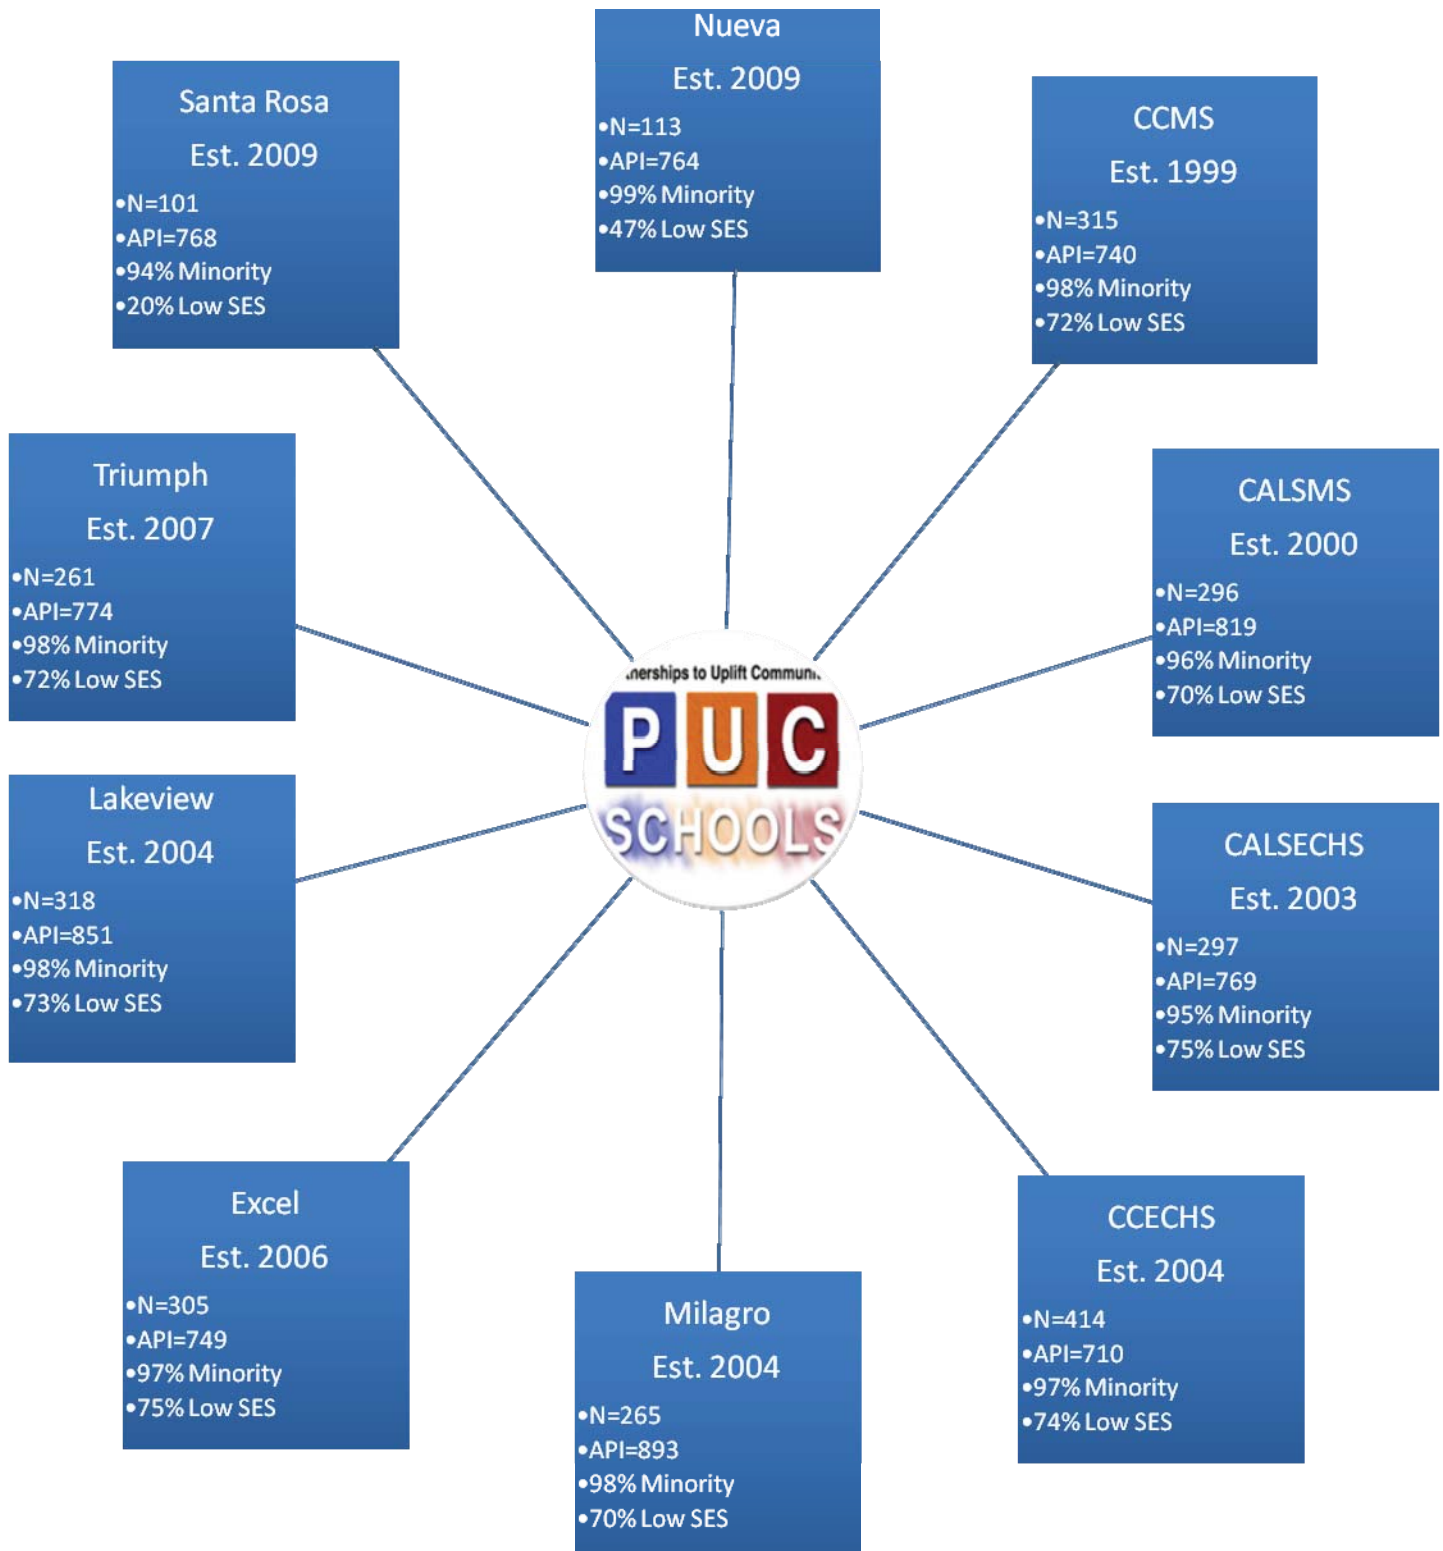 Nueva
Est. 2009
•N=113
•API=764
•99% Minority
•47% Low SES
CCMS
Est. 1999
•N=315
•API=740
•98% Minority
•72% Low SES
CALSMS
Est. 2000
•N=296
•API=819
•96% Minority
•70% Low SES
CALSECHS
Est. 2003
•N=297
•API=769
•95% Minority
•75% Low SES
CCECHS
Est. 2004
•N=414
•API=710
•97% Minority
•74% Low SES
Milagro
Est. 2004
•N=265
•API=893
•98% Minority
•70% Low SES
Excel
Est. 2006
•N=305
•API=749
•97% Minority
•75% Low SES
Lakeview
Est. 2004
•N=318
•API=851
•98% Minority
•73% Low SES
Triumph
Est. 2007
•N=261
•API=774
•98% Minority
•72% Low SES
Santa Rosa
Est. 2009
•N=101
•API=768
•94% Minority
•20% Low SES
to Uplift
PUC
SCHOOLS